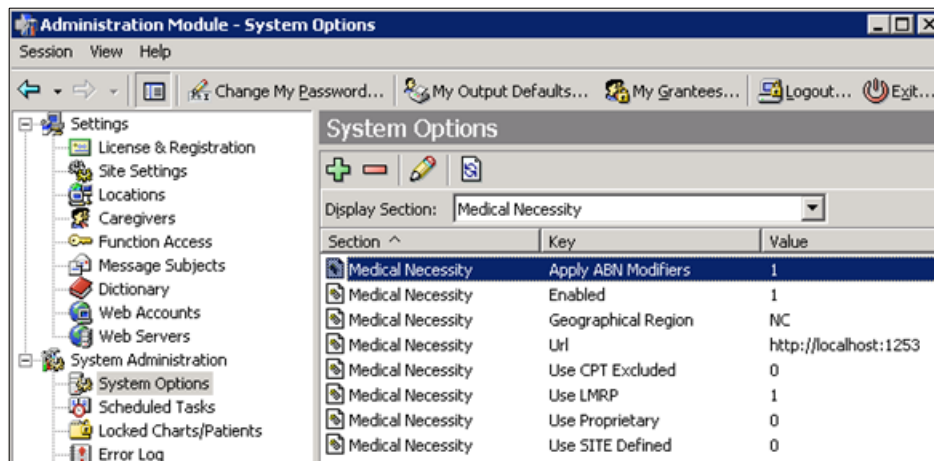 Administration Module - System Options
Session View Help
Change My Password... My Output Defaults... My Grantees... Logout... Exit...
Settings
License & Registration
Site Settings
Locations
Caregivers
Function Access
Message Subjects
Dictionary
Web Accounts
Web Servers
System Administration
System Options
Scheduled Tasks
Locked Charts/Patients
Error Log
System Options
Display Section: Medical Necessity
Section Key Value
Medical Necessity Apply ABN Modifiers 1
Medical Necessity Enabled 1
Medical Necessity Geographical Region NC
Medical Necessity Url http://localhost:1253
Medical Necessity Use CPT Excluded 0
Medical Necessity Use LMRP 1
Medical Necessity Use Proprietary 0
Medical Necessity Use SITE Defined 0